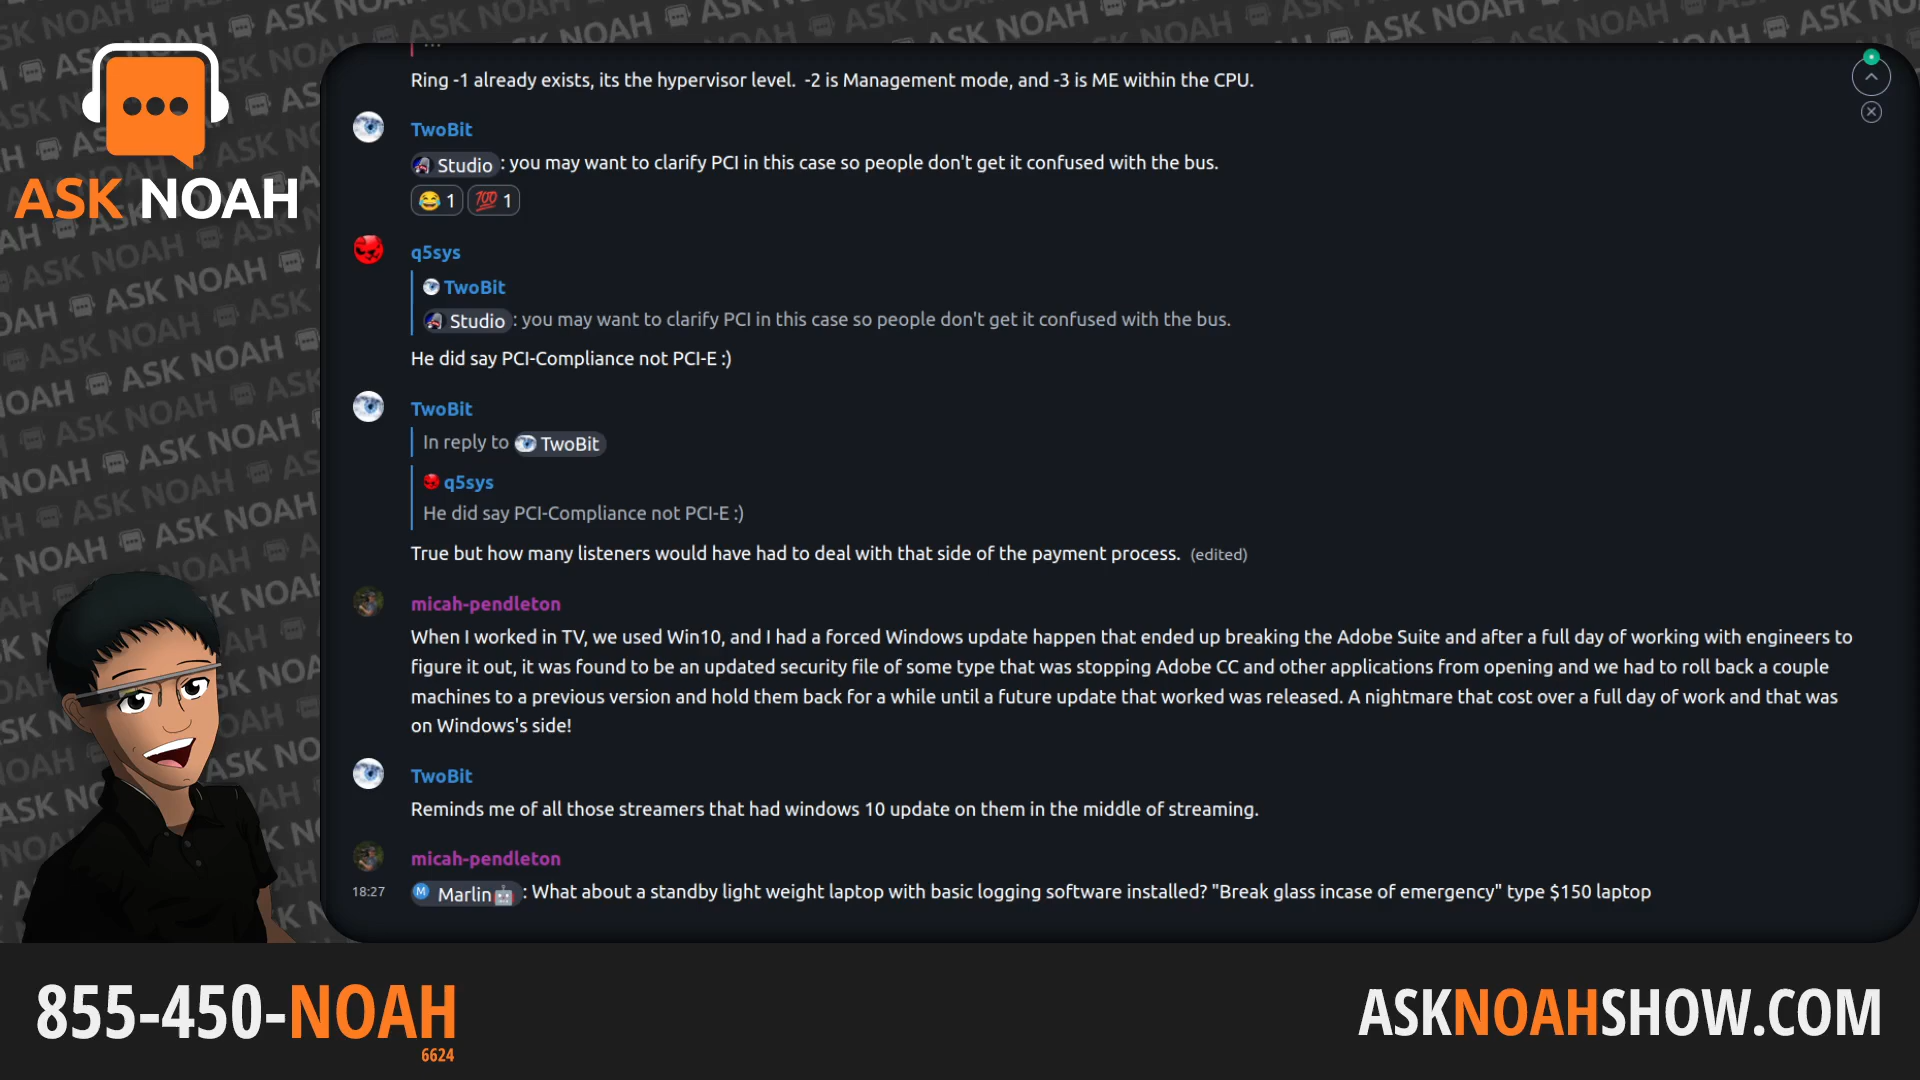 ASK NOAH
...
Ring -1 already exists, its the hypervisor level. -2 is Management mode, and -3 is ME within the CPU.
TwoBit
Studio : you may want to clarify PCI in this case so people don't get it confused with the bus.
😂 1 💯 1
q5sys
TwoBit
Studio : you may want to clarify PCI in this case so people don't get it confused with the bus.
He did say PCI-Compliance not PCI-E :)
TwoBit
In reply to TwoBit
q5sys
He did say PCI-Compliance not PCI-E :)
True but how many listeners would have had to deal with that side of the payment process. (edited)
micah-pendleton
When I worked in TV, we used Win10, and I had a forced Windows update happen that ended up breaking the Adobe Suite and after a full day of working with engineers to
figure it out, it was found to be an updated security file of some type that was stopping Adobe CC and other applications from opening and we had to roll back a couple
machines to a previous version and hold them back for a while until a future update that worked was released. A nightmare that cost over a full day of work and that was
on Windows's side!
TwoBit
Reminds me of all those streamers that had windows 10 update on them in the middle of streaming.
micah-pendleton
18:27 M Marlin🤖 : What about a standby light weight laptop with basic logging software installed? "Break glass incase of emergency" type $150 laptop
855-450-NOAH
6624
ASKNOAHSHOW.COM